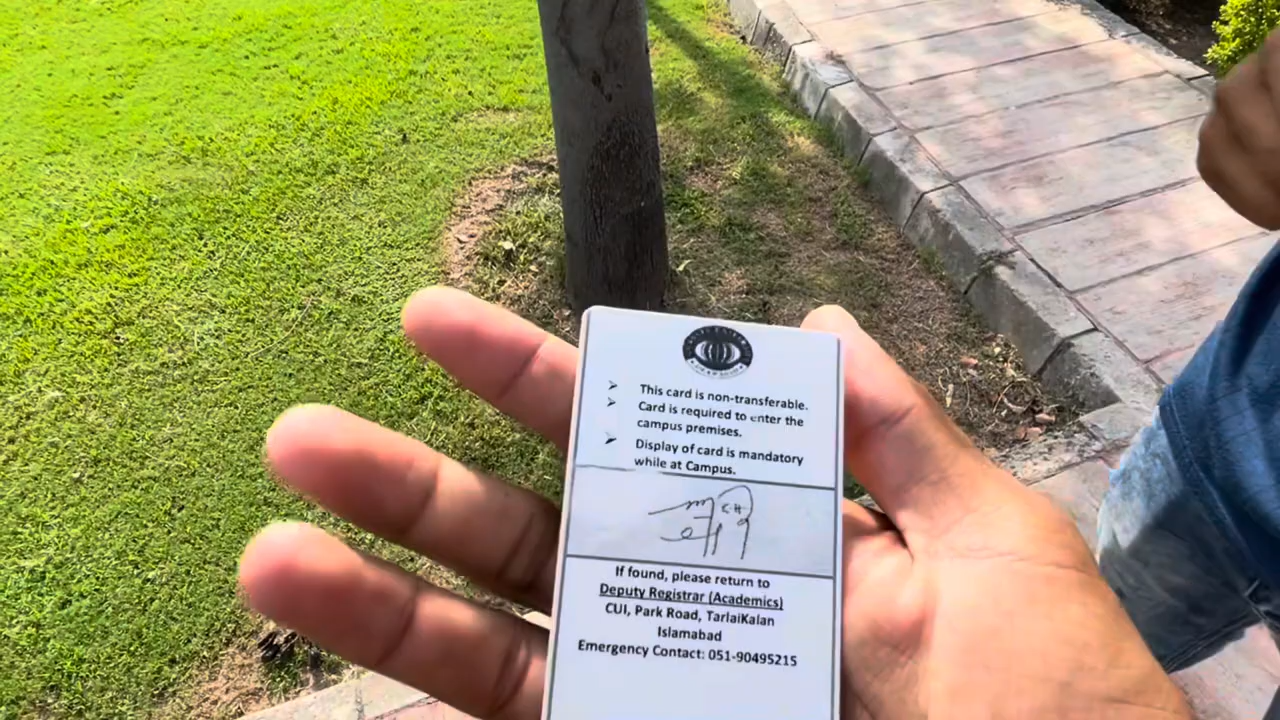 ➢ This card is non-transferable.
➢ Card is required to enter the
campus premises.
➢ Display of card is mandatory
while at Campus.
If found, please return to
Deputy Registrar (Academics)
CUI, Park Road, TarlaiKalan
Islamabad
Emergency Contact: 051-90495215